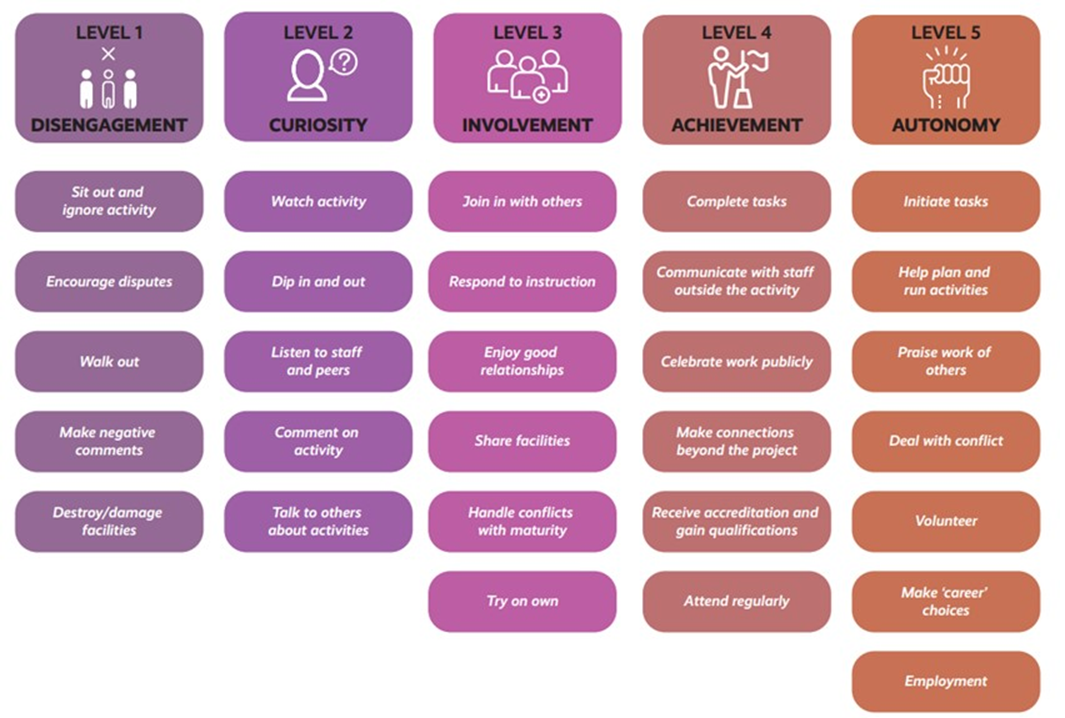 LEVEL 1
DISENGAGEMENT
Sit out and
ignore activity
Encourage disputes
Walk out
Make negative
comments
Destroy/damage
facilities
LEVEL 2
?
CURIOSITY
Watch activity
Dip in and out
Listen to staff
and peers
Comment on
activity
Talk to others
about activities
LEVEL 3
INVOLVEMENT
Join in with others
Respond to instruction
Enjoy good
relationships
Share facilities
Handle conflicts
with maturity
Try on own
LEVEL 4
ACHIEVEMENT
Complete tasks
Communicate with staff
outside the activity
Celebrate work publicly
Make connections
beyond the project
Receive accreditation and
gain qualifications
Attend regularly
LEVEL 5
AUTONOMY
Initiate tasks
Help plan and
run activities
Praise work of
others
Deal with conflict
Volunteer
Make ‘career’
choices
Employment